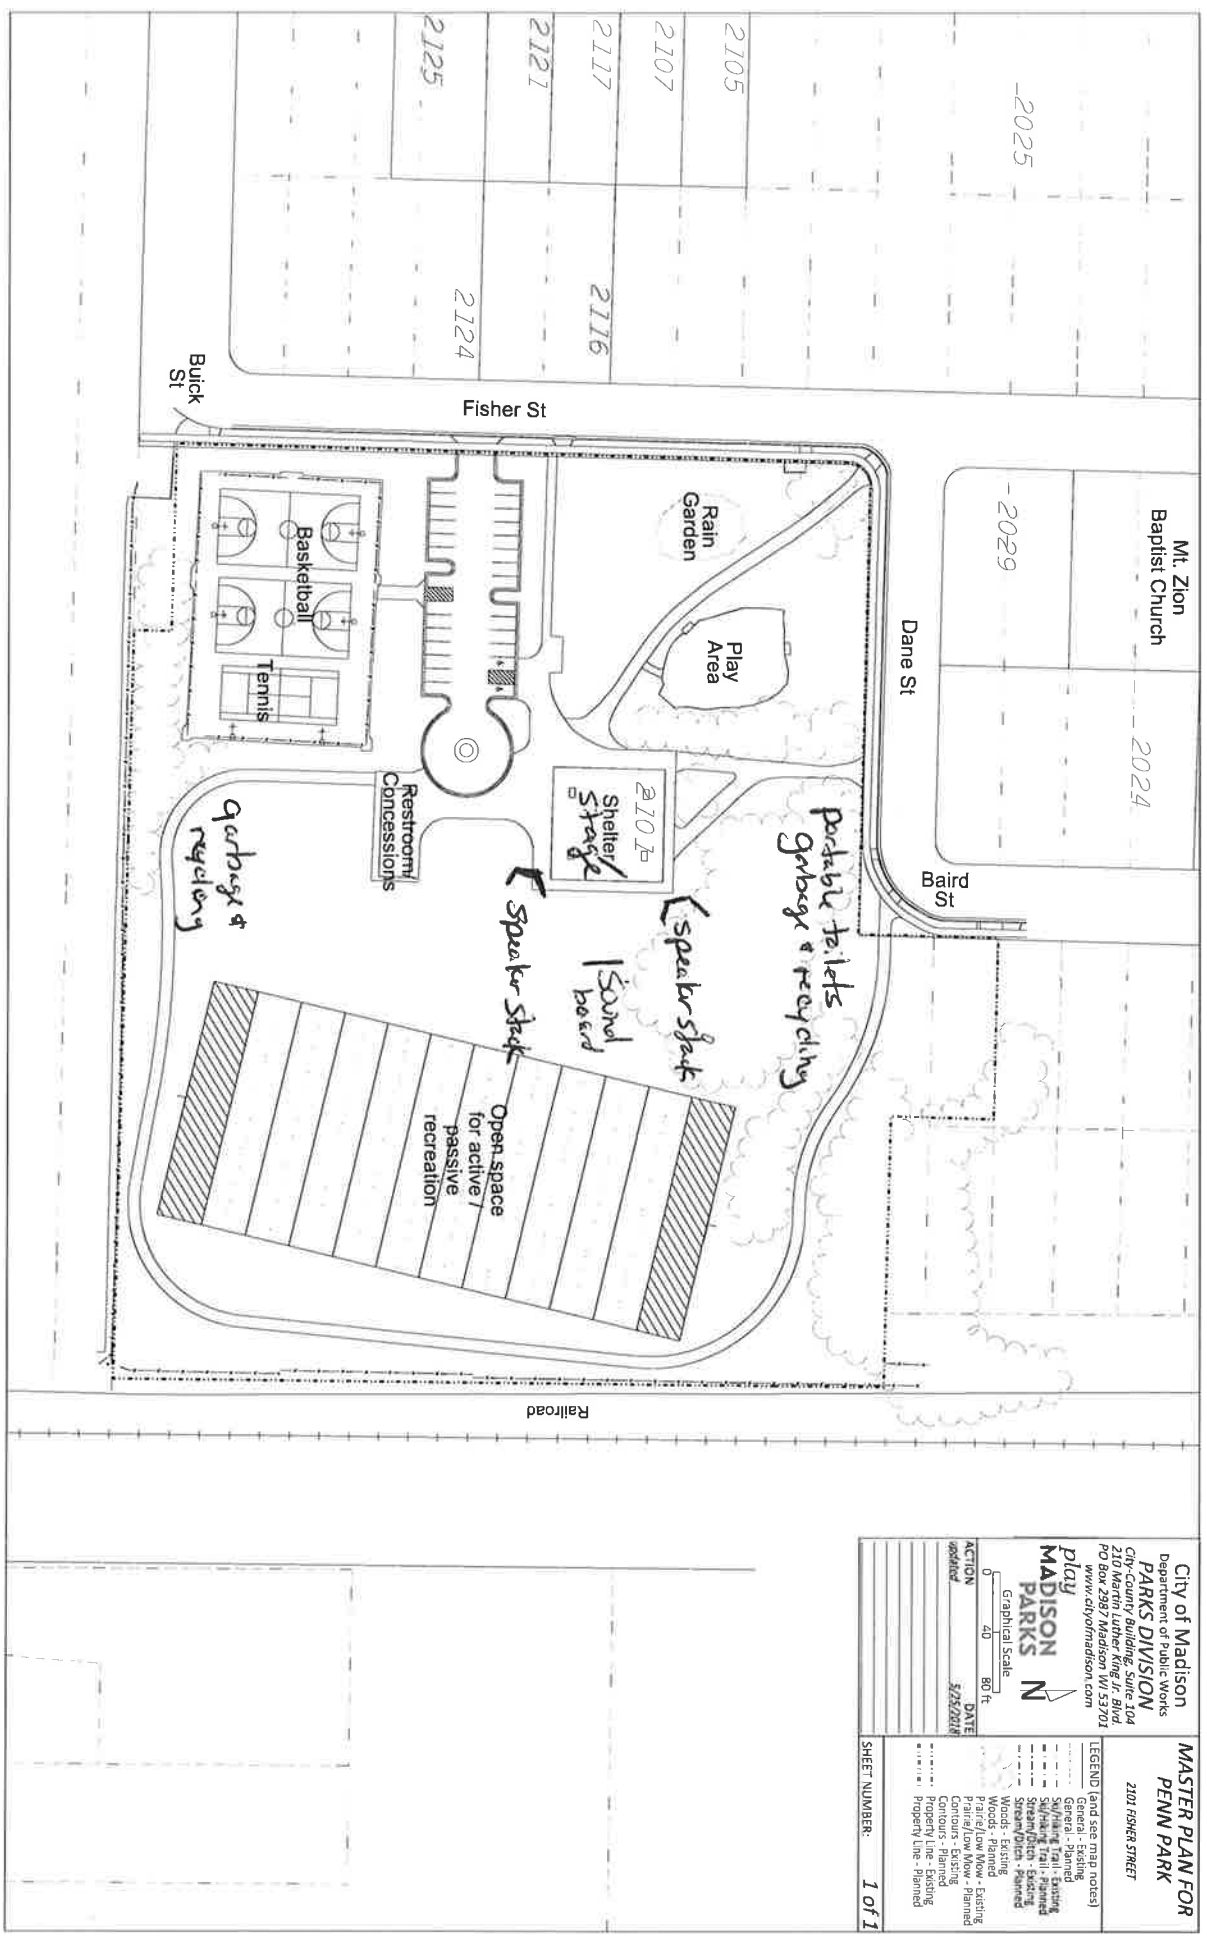 2125
2121
2117
2107
2105
2025
2124
2116
Buick
St
Fisher St
Mt. Zion
Baptist Church
2029
2024
Dane St
Baird
St
Rain
Garden
Play
Area
Basketball
Tennis
Restroom/
Concessions
2101
Shelter/
Stage
portable toilets
garbage & recycling
garbage &
recycling
speaker stack
Speaker Stack
Sound
board
Open space
for active /
passive
recreation
Railroad
City of Madison
Department of Public Works
PARKS DIVISION
City-County Building, Suite 104
210 Martin Luther King Jr. Blvd.
PO Box 2987 Madison WI 53701
www.cityofmadison.com
play
MADISON
PARKS
N
Graphical Scale
0 40 80 ft
ACTION DATE
updated 5/25/2018
MASTER PLAN FOR
PENN PARK
2101 FISHER STREET
LEGEND (and see map notes)
General - Existing
General - Planned
Ski/Hiking Trail - Existing
Ski/Hiking Trail - Planned
Stream/Ditch - Existing
Stream/Ditch - Planned
Woods - Existing
Woods - Planned
Prairie/Low Mow - Existing
Prairie/Low Mow - Planned
Contours - Existing
Contours - Planned
Property Line - Existing
Property Line - Planned
SHEET NUMBER: 1 of 1